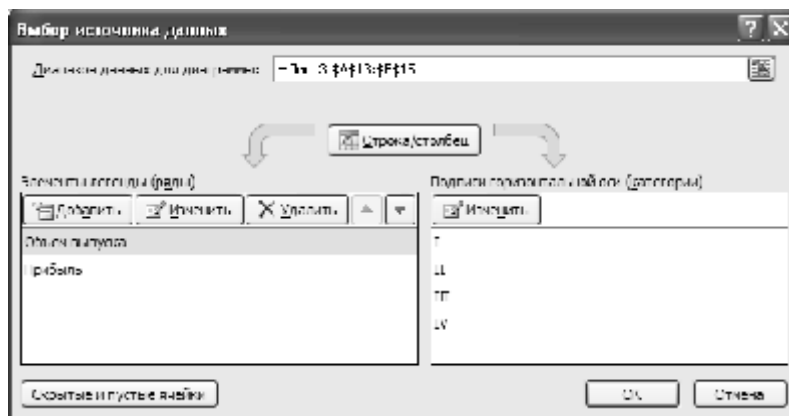 Выбор источника данных
Диапазон данных для диаграммы:
Строка/столбец
Элементы легенды (ряды)
Подписи горизонтальной оси (категории)
Добавить Изменить Удалить
Изменить
Объем выпуска
Прибыль
I
II
III
IV
Скрытые и пустые ячейки
ОК Отмена